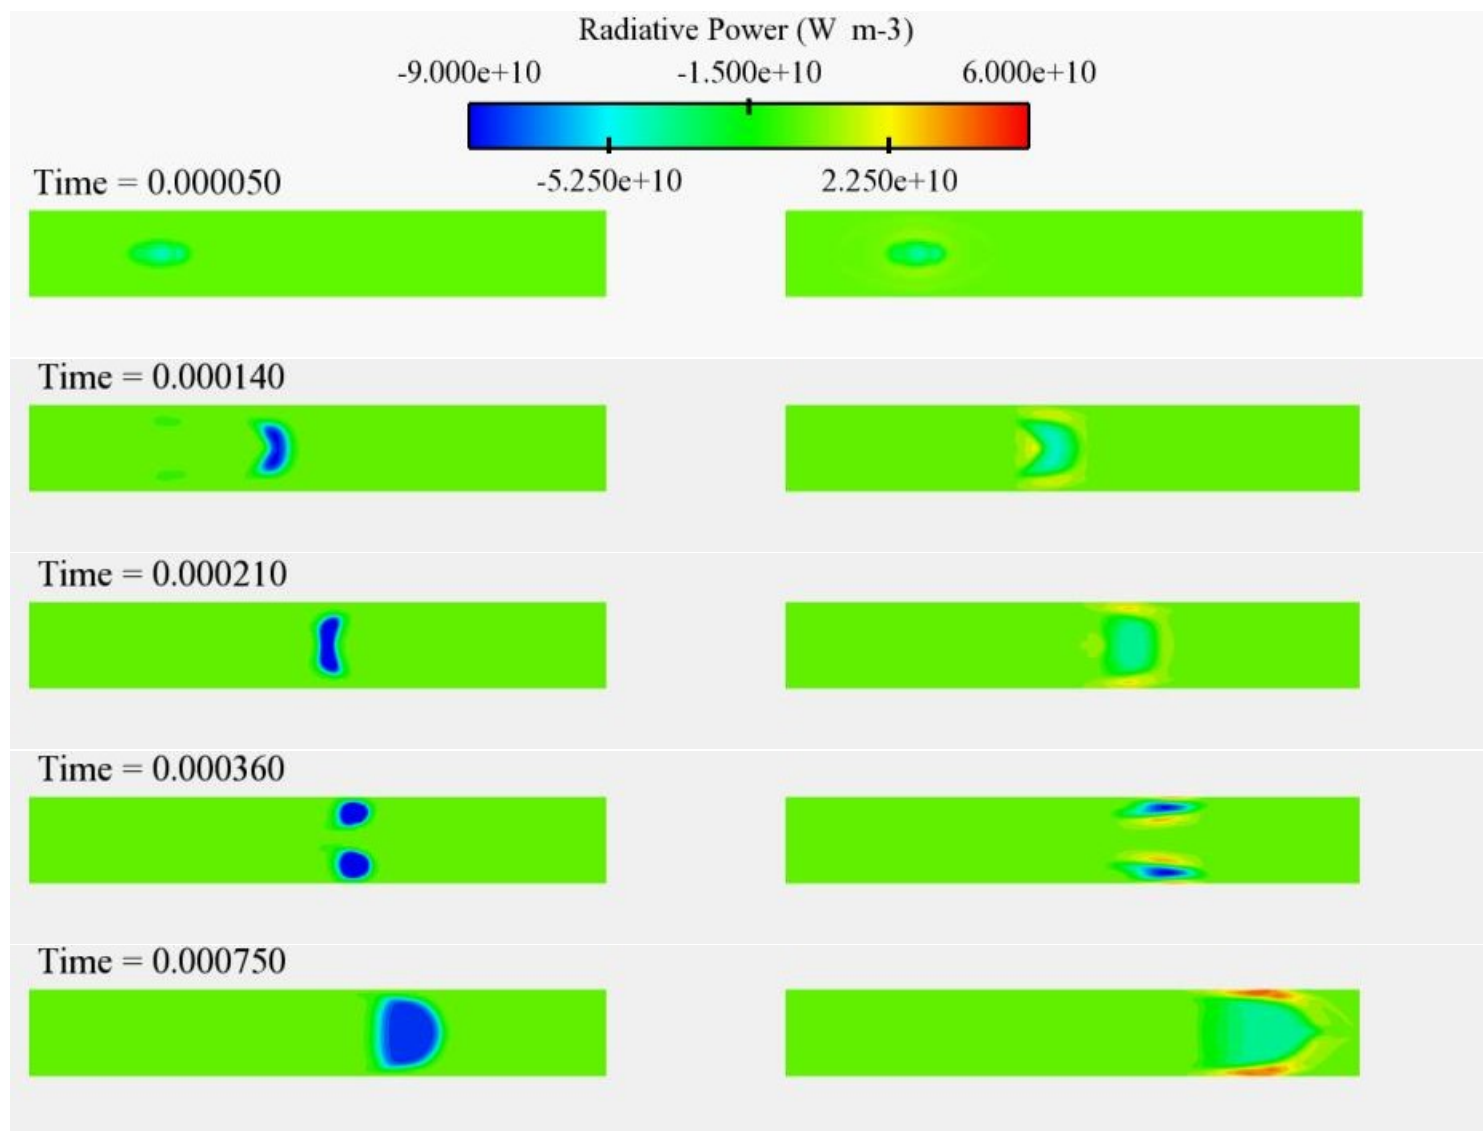 Radiative Power (W m-3)
-9.000e+10 -1.500e+10 6.000e+10
-5.250e+10 2.250e+10
Time = 0.000050
Time = 0.000140
Time = 0.000210
Time = 0.000360
Time = 0.000750